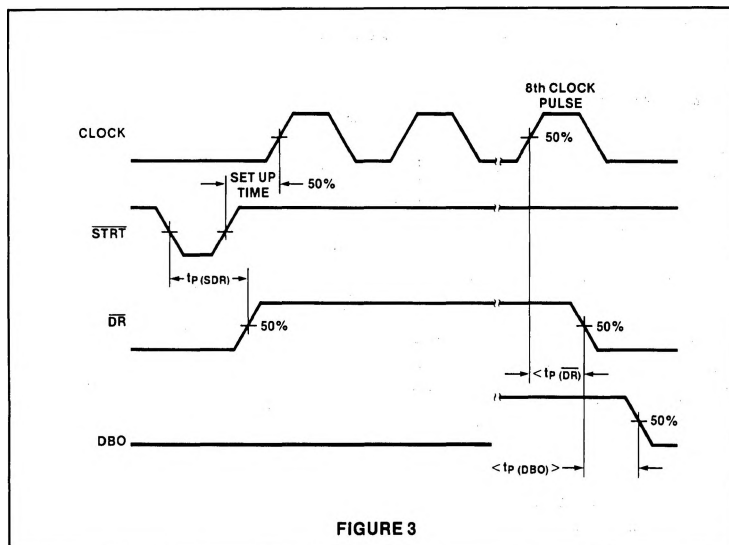 8th CLOCK
PULSE
CLOCK
50%
SET UP
TIME
50%
STRT
tP(SDR)
DR
50%
50%
< tP(DR)
DBO
50%
<tP(DBO)>
FIGURE 3